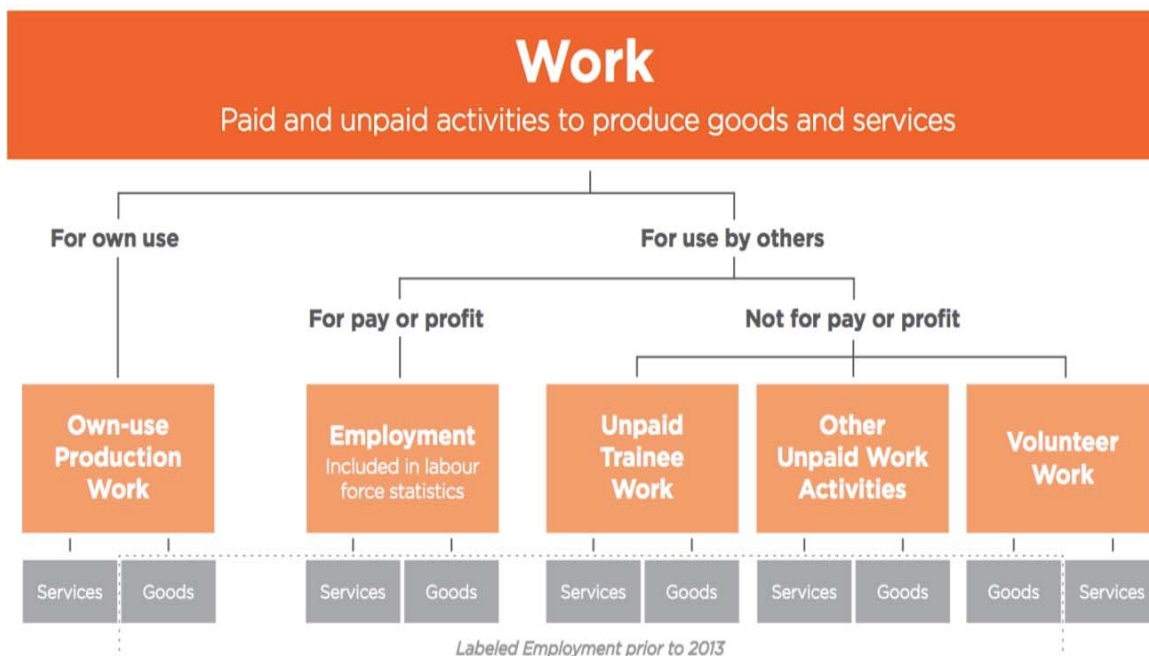 Work
Paid and unpaid activities to produce goods and services
For own use
For use by others
For pay or profit
Not for pay or profit
Own-use
Production
Work
Employment
Included in labour
force statistics
Unpaid
Trainee
Work
Other
Unpaid Work
Activities
Volunteer
Work
Services
Goods
Services
Goods
Services
Goods
Services
Goods
Goods
Services
Labeled Employment prior to 2013